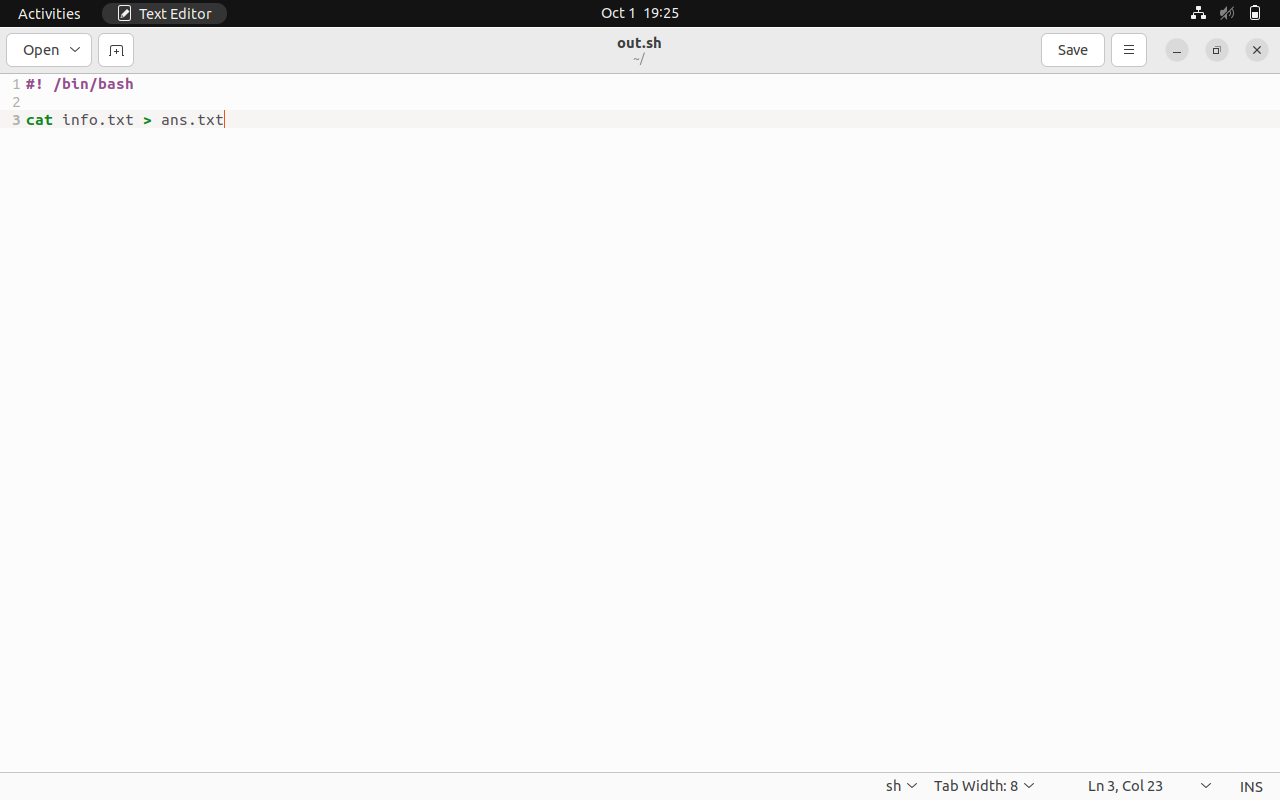 Activities
Text Editor
Oct 1 19:25
Open
out.sh
~/
Save
1 #! /bin/bash
2
3 cat info.txt > ans.txt
sh
Tab Width: 8
Ln 3, Col 23
INS